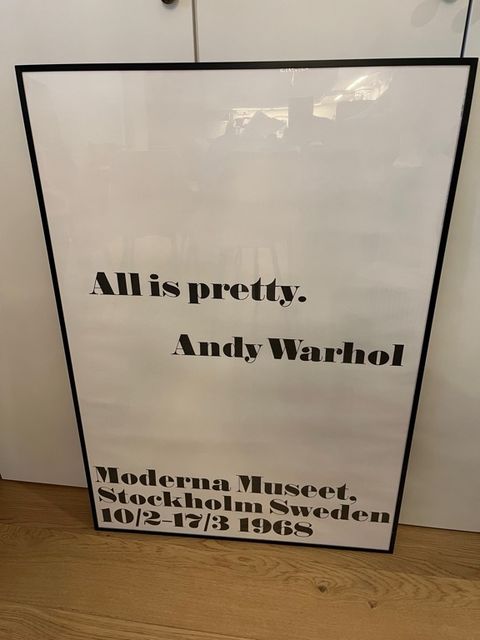 All is pretty.
Andy Warhol
Moderna Museet,
Stockholm Sweden
10/2-17/3 1968